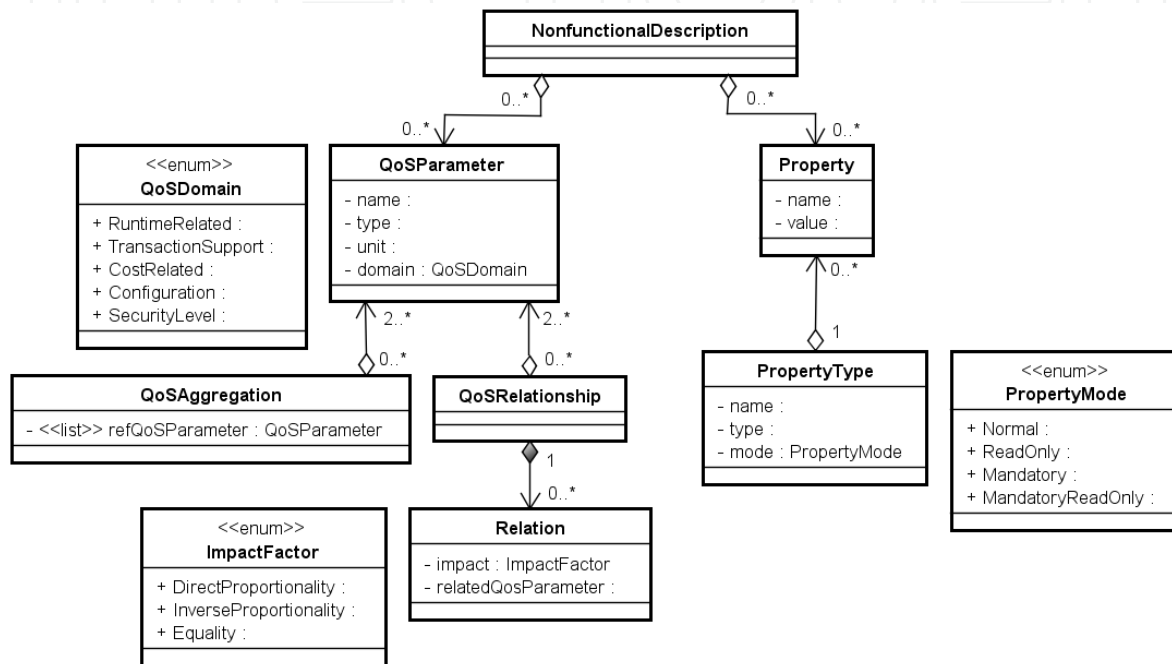 NonfunctionalDescription
0..*
0..*
0..*
0..*
<<enum>>
QoSDomain
+ RuntimeRelated :
+ TransactionSupport :
+ CostRelated :
+ Configuration :
+ SecurityLevel :
QoSParameter
- name :
- type :
- unit :
- domain : QoSDomain
Property
- name :
- value :
2..*
0..*
2..*
0..*
0..*
1
QoSAggregation
- <<list>> refQoSParameter : QoSParameter
QoSRelationship
PropertyType
- name :
- type :
- mode : PropertyMode
<<enum>>
PropertyMode
+ Normal :
+ ReadOnly :
+ Mandatory :
+ MandatoryReadOnly :
1
0..*
<<enum>>
ImpactFactor
+ DirectProportionality :
+ InverseProportionality :
+ Equality :
Relation
- impact : ImpactFactor
- relatedQosParameter :